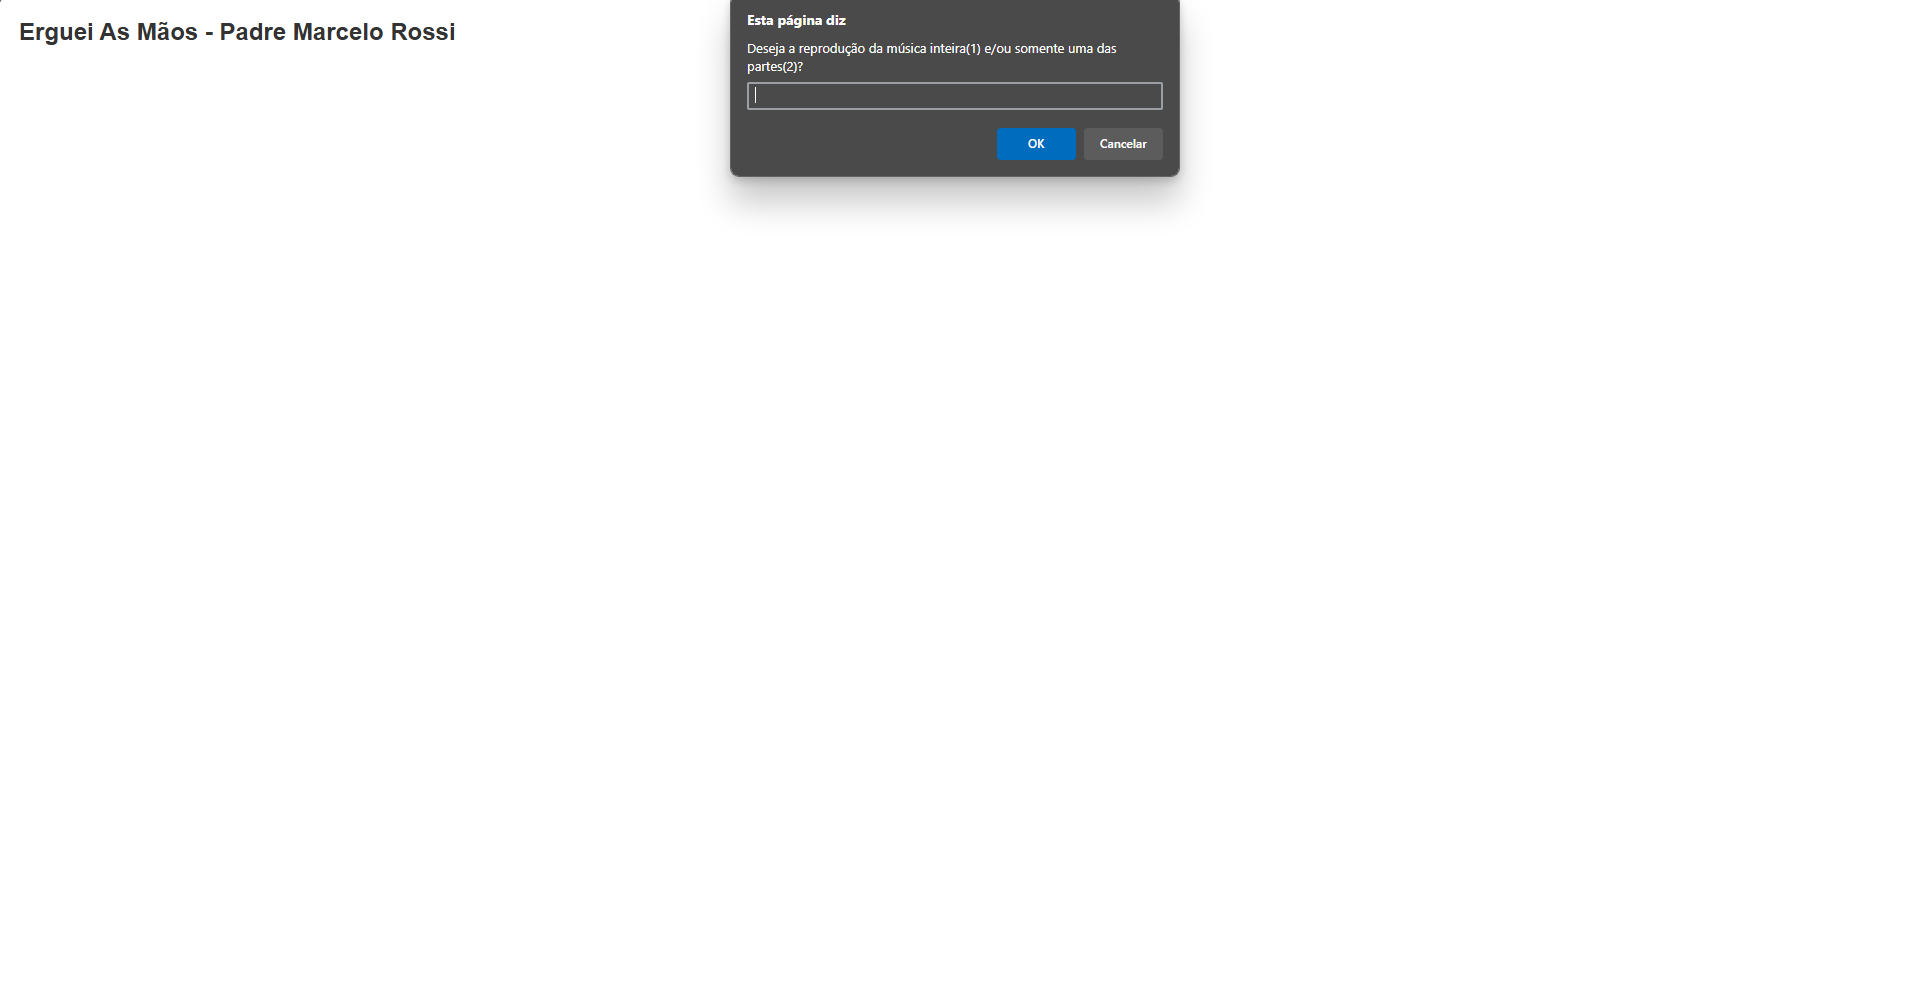 Erguei As Mãos - Padre Marcelo Rossi
Esta página diz
Deseja a reprodução da música inteira(1) e/ou somente uma das
partes(2)?
OK
Cancelar